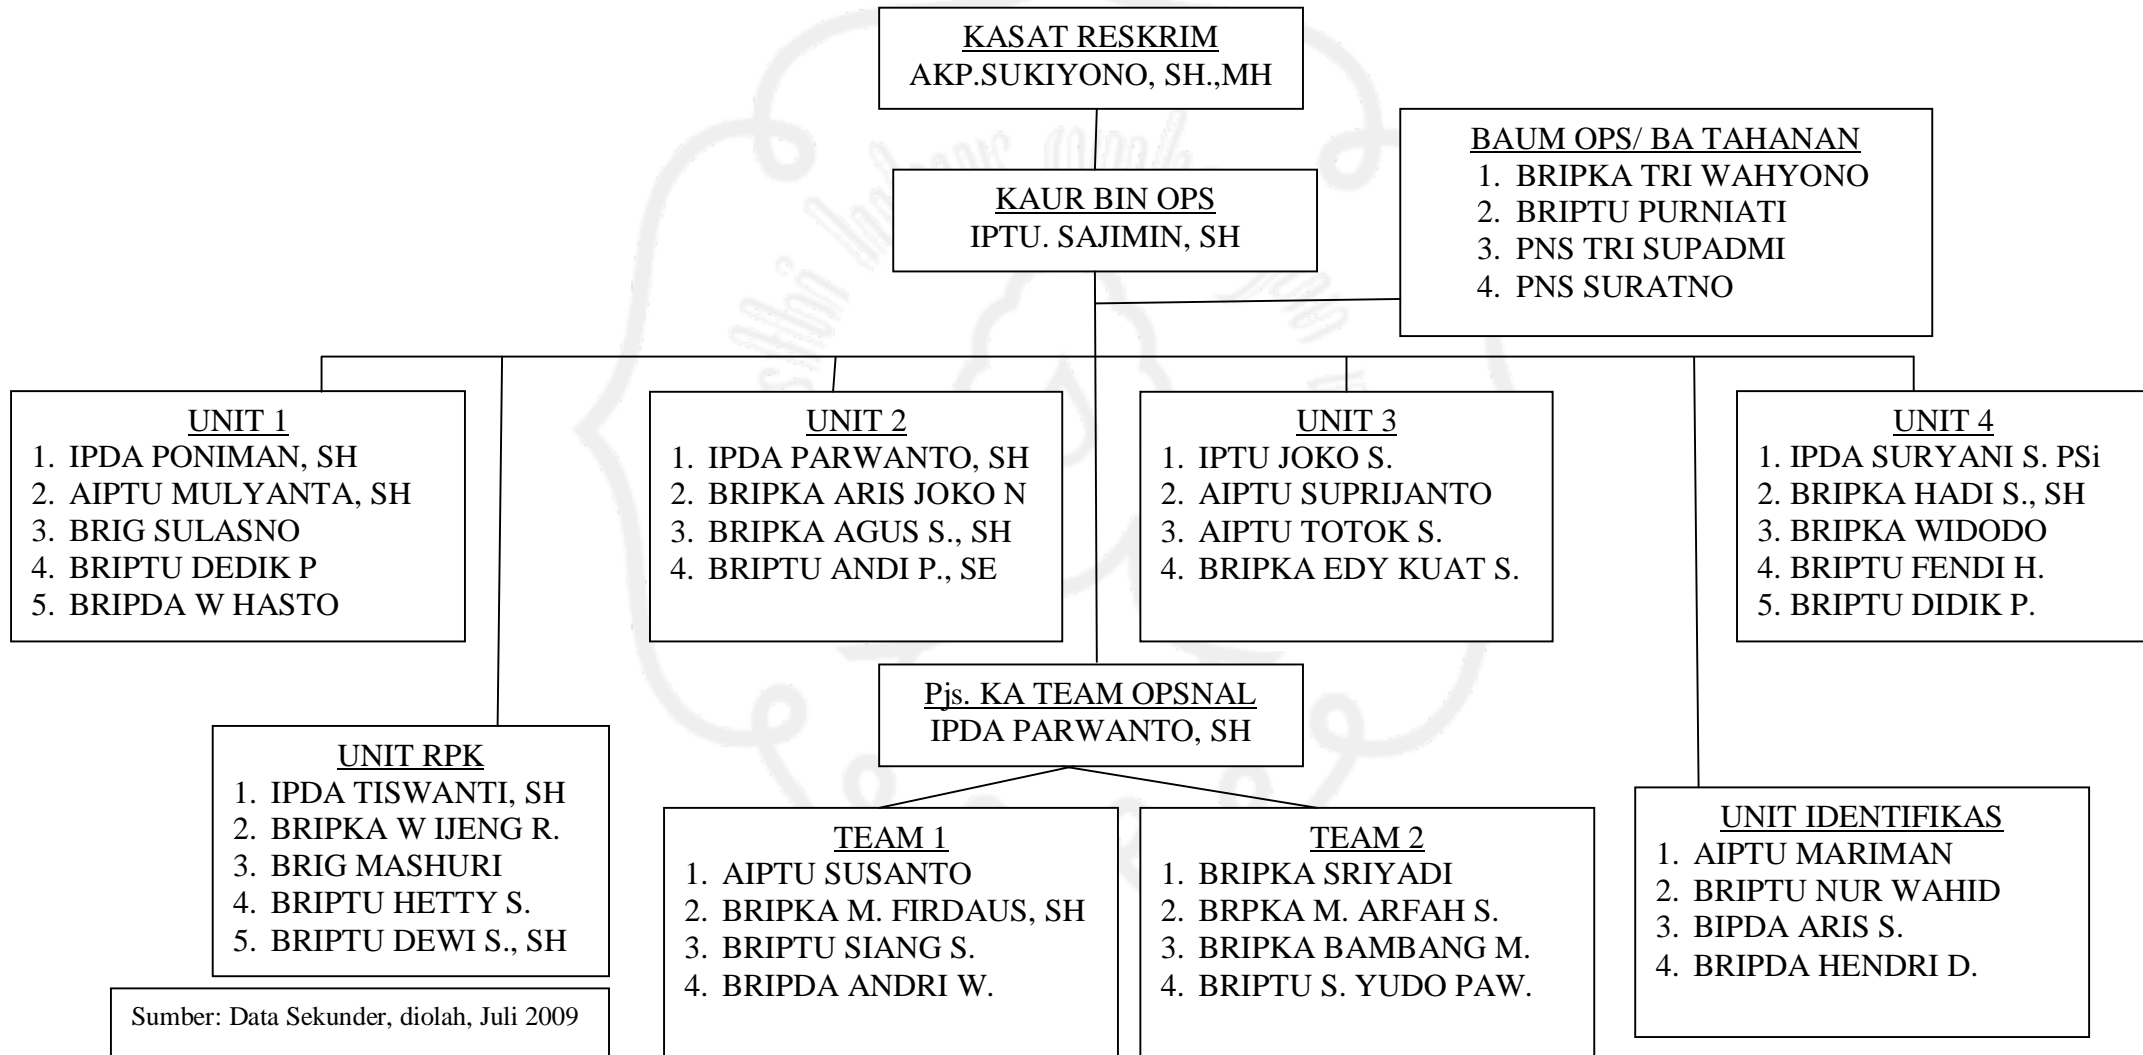 KASAT RESKRIM
AKP.SUKIYONO, SH.,MH
KAUR BIN OPS
IPTU. SAJIMIN, SH
BAUM OPS/ BA TAHANAN
1. BRIPKA TRI WAHYONO
2. BRIPTU PURNIATI
3. PNS TRI SUPADMI
4. PNS SURATNO
UNIT 1
1. IPDA PONIMAN, SH
2. AIPTU MULYANTA, SH
3. BRIG SULASNO
4. BRIPTU DEDIK P
5. BRIPDA W HASTO
UNIT 2
1. IPDA PARWANTO, SH
2. BRIPKA ARIS JOKO N
3. BRIPKA AGUS S., SH
4. BRIPTU ANDI P., SE
UNIT 3
1. IPTU JOKO S.
2. AIPTU SUPRIJANTO
3. AIPTU TOTOK S.
4. BRIPKA EDY KUAT S.
UNIT 4
1. IPDA SURYANI S. PSi
2. BRIPKA HADI S., SH
3. BRIPKA WIDODO
4. BRIPTU FENDI H.
5. BRIPTU DIDIK P.
Pjs. KA TEAM OPSNAL
IPDA PARWANTO, SH
UNIT RPK
1. IPDA TISWANTI, SH
2. BRIPKA W IJENG R.
3. BRIG MASHURI
4. BRIPTU HETTY S.
5. BRIPTU DEWI S., SH
TEAM 1
1. AIPTU SUSANTO
2. BRIPKA M. FIRDAUS, SH
3. BRIPTU SIANG S.
4. BRIPDA ANDRI W.
TEAM 2
1. BRIPKA SRIYADI
2. BRPKA M. ARFAH S.
3. BRIPKA BAMBANG M.
4. BRIPTU S. YUDO PAW.
UNIT IDENTIFIKAS
1. AIPTU MARIMAN
2. BRIPTU NUR WAHID
3. BIPDA ARIS S.
4. BRIPDA HENDRI D.
Sumber: Data Sekunder, diolah, Juli 2009